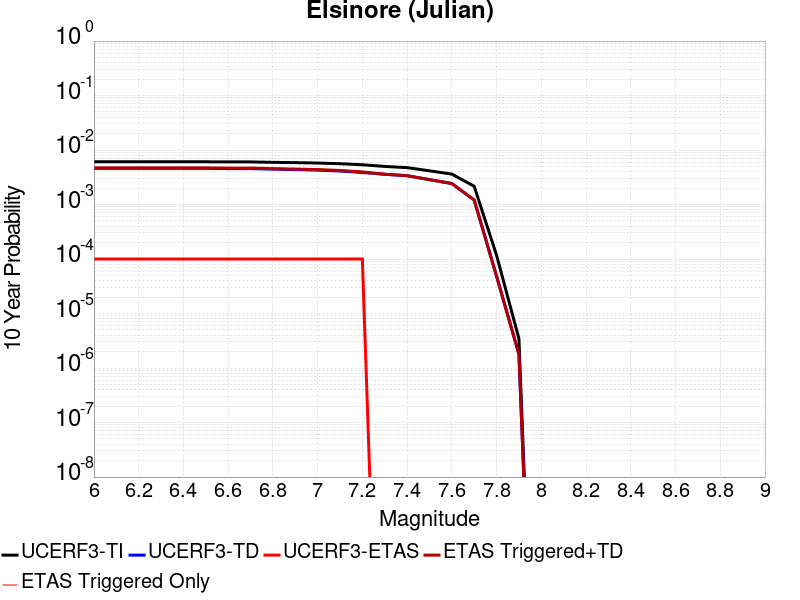 Elsinore (Julian)
10 Year Probability
10 0
10 -1
10 -2
10 -3
10 -4
10 -5
10 -6
10 -7
10 -8
6 6.2 6.4 6.6 6.8 7 7.2 7.4 7.6 7.8 8 8.2 8.4 8.6 8.8 9
Magnitude
UCERF3-TI UCERF3-TD UCERF3-ETAS ETAS Triggered+TD
ETAS Triggered Only